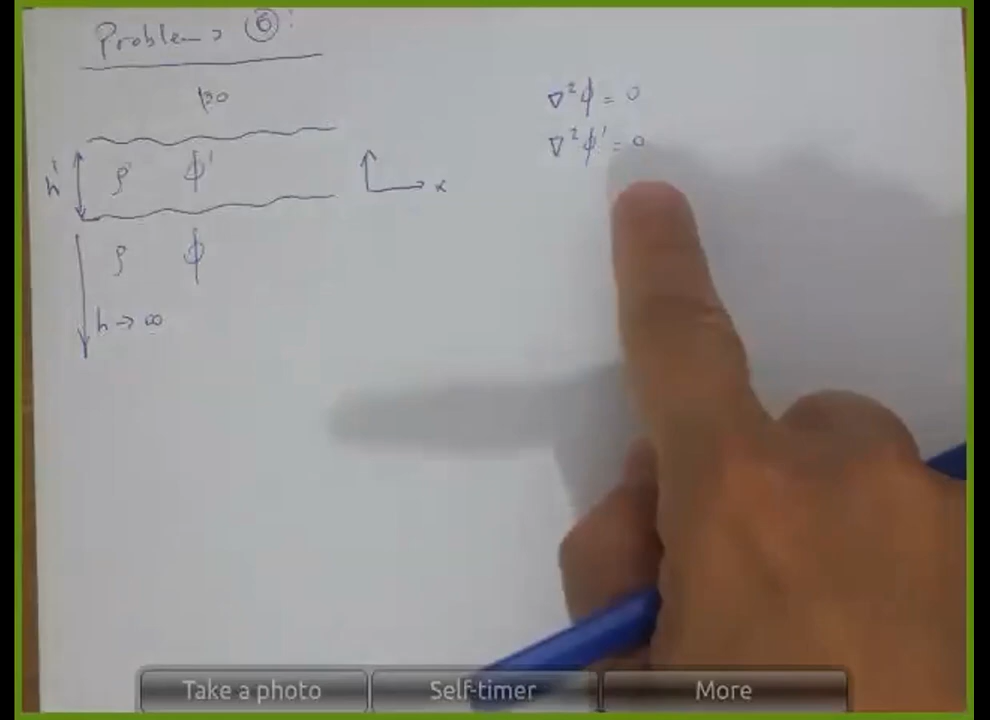 Problem 6:
p=0
h' ρ' ϕ'
x
ρ ϕ
h → ∞
∇²ϕ = 0
∇²ϕ' = 0
Take a photo Self-timer More